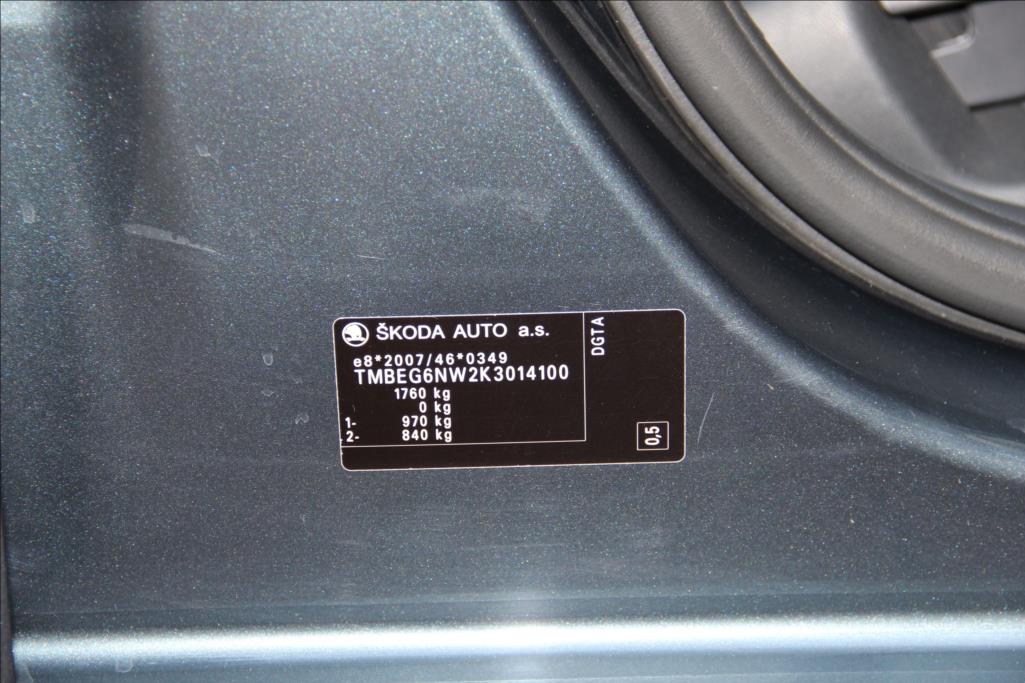 ŠKODA AUTO a.s.
e8*2007/46*0349
TMBEG6NW2K3014100
1760 kg
0 kg
1- 970 kg
2- 840 kg
DGTA
0,5